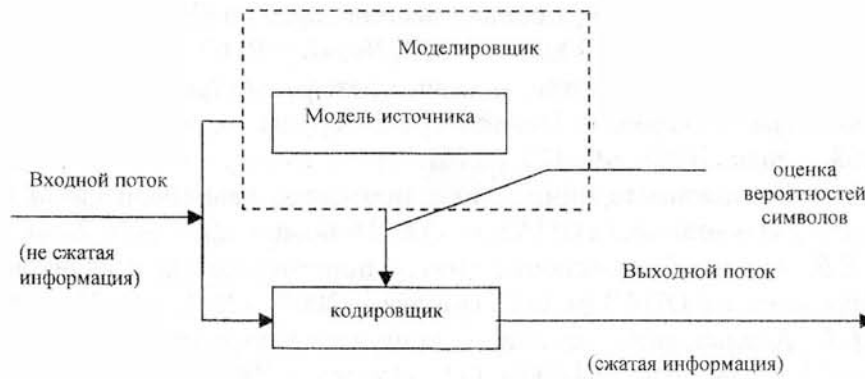 Моделировщик
Модель источника
Входной поток
(не сжатая
информация)
оценка
вероятностей
символов
кодировщик
Выходной поток
(сжатая информация)